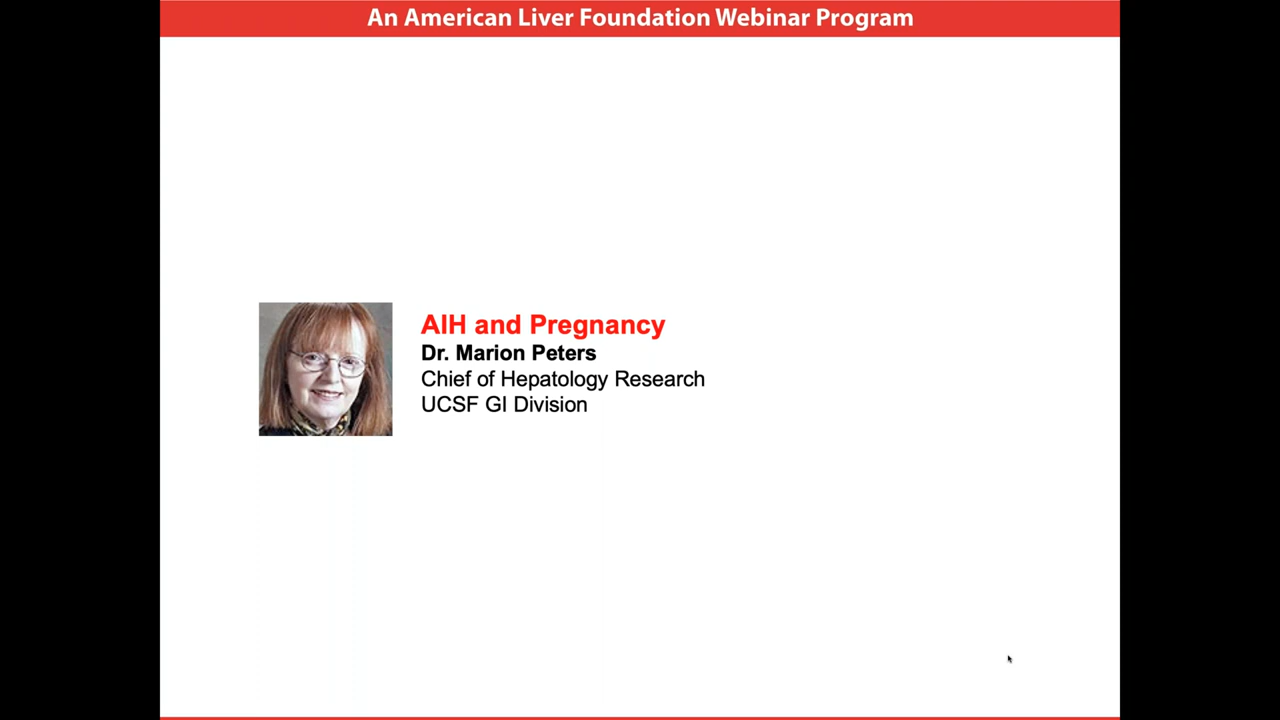 An American Liver Foundation Webinar Program
AIH and Pregnancy
Dr. Marion Peters
Chief of Hepatology Research
UCSF GI Division